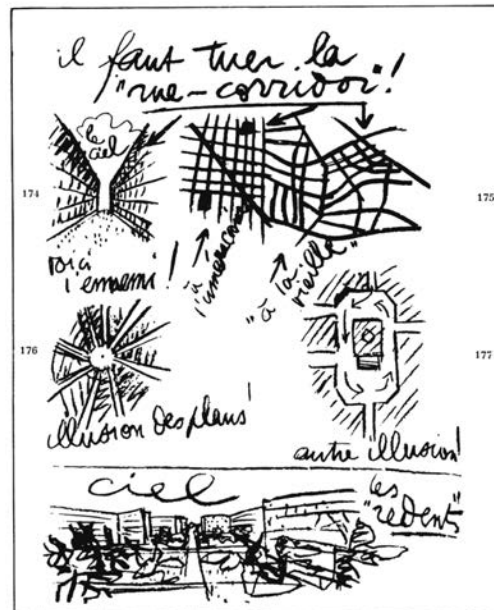 il faut tuer la
"rue-corridor"!
le
ciel
174
175
voici
l'ennemi!
"à
"à la
vieille"
176
177
illusion des plans!
autre illusion!
ciel
les
"redents"